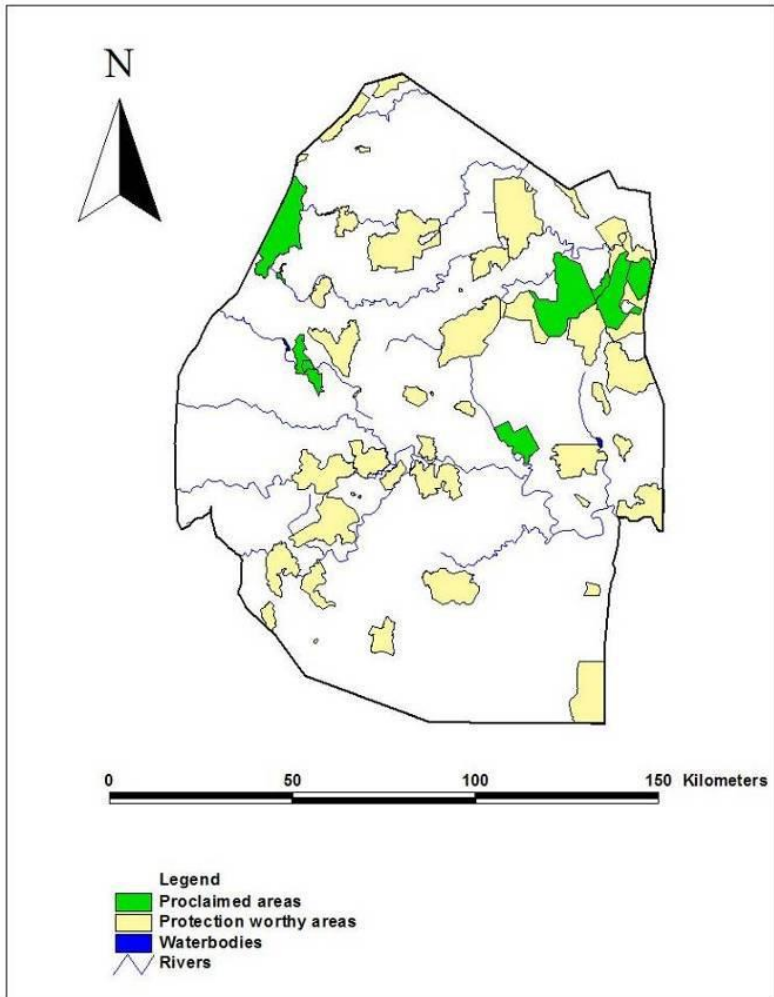 N
0 50 100 150 Kilometers
Legend
Proclaimed areas
Protection worthy areas
Waterbodies
Rivers